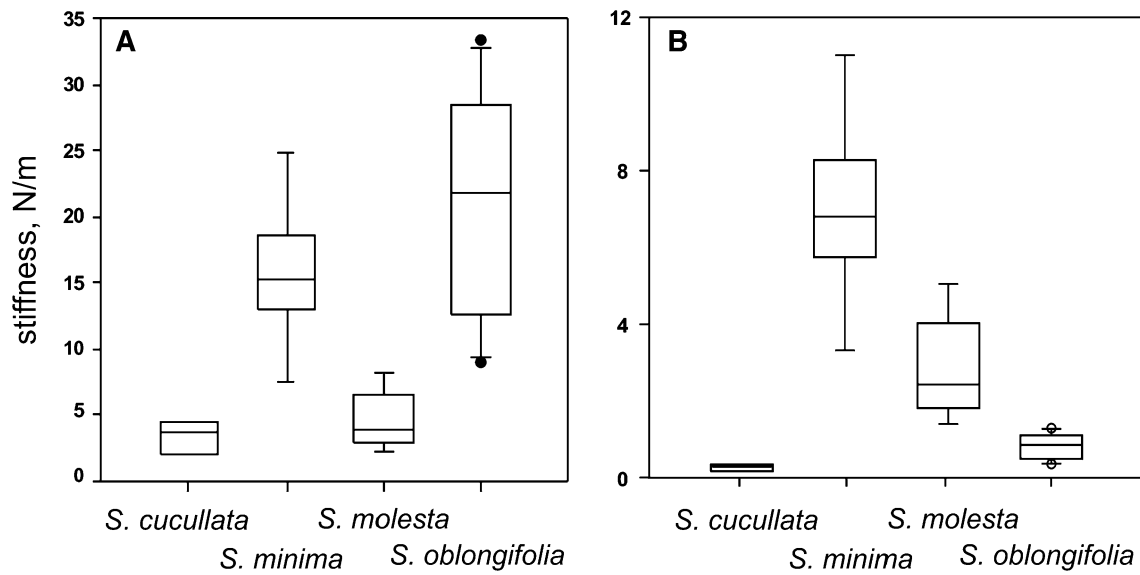 A
35
30
25
20
15
10
5
0
stiffness, N/m
S. cucullata
S. minima
S. molesta
S. oblongifolia
B
12
8
4
0
S. cucullata
S. minima
S. molesta
S. oblongifolia